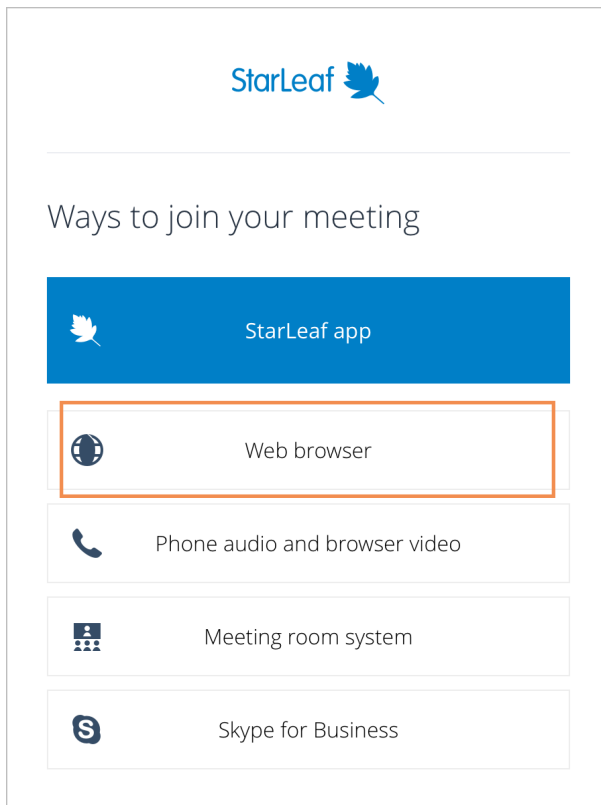 StarLeaf
Ways to join your meeting
StarLeaf app
Web browser
Phone audio and browser video
Meeting room system
Skype for Business